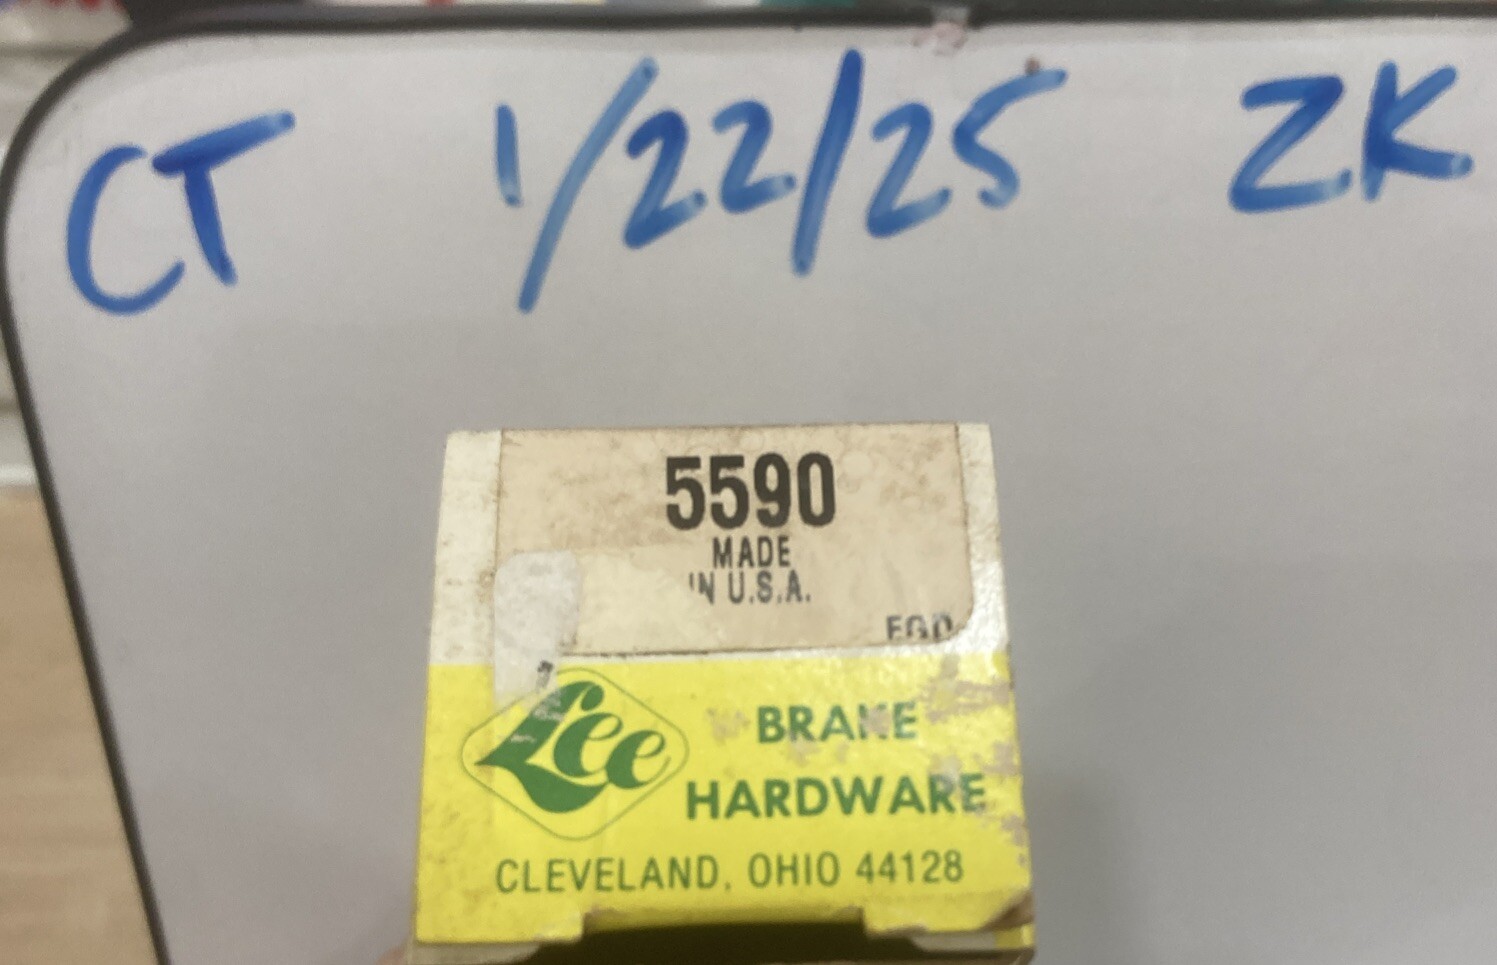 CT 1/22/25 ZK
5590
MADE
IN U.S.A.
Lee
BRAKE
HARDWARE
CLEVELAND, OHIO 44128